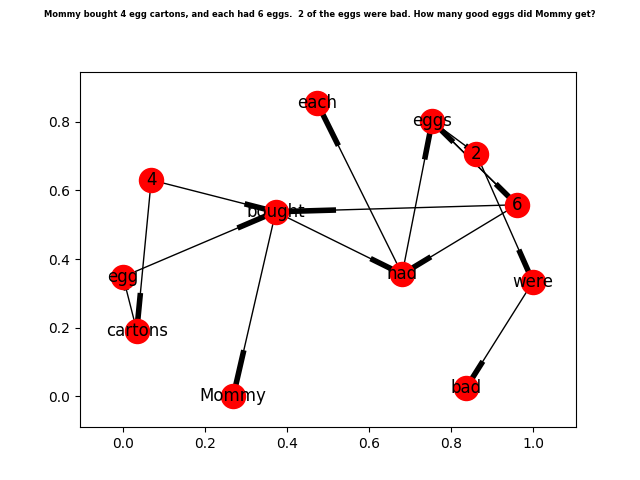 Mommy bought 4 egg cartons, and each had 6 eggs.  2 of the eggs were bad. How many good eggs did Mommy get?
each
eggs
0.8
2
4
0.6
6
bought
0.4
had
egg
were
0.2
cartons
bad
0.0
Mommy
0.0 0.2 0.4 0.6 0.8 1.0